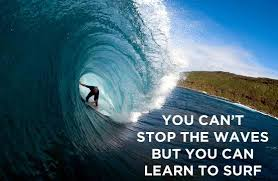 YOU CAN'T
STOP THE WAVES
BUT YOU CAN
LEARN TO SURF